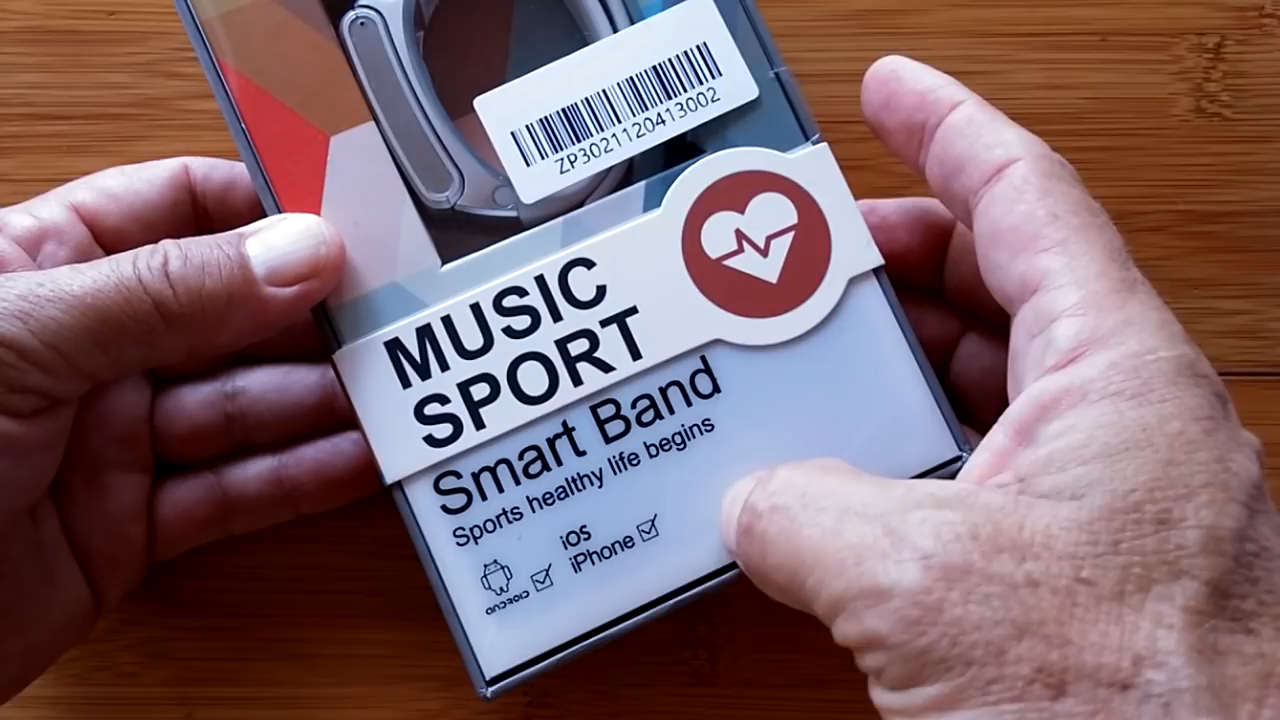 ZP3021120413002
MUSIC
SPORT
Smart Band
Sports healthy life begins
iOS
iPhone
ANDROID